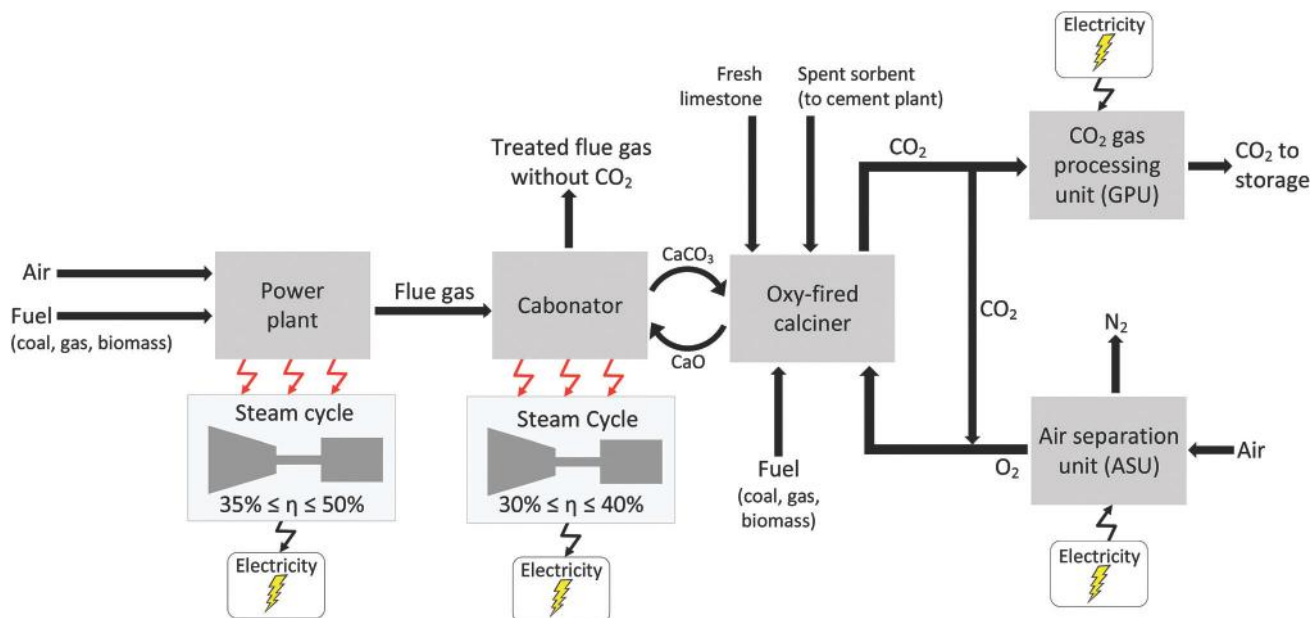 Electricity
Fresh
limestone
Spent sorbent
(to cement plant)
Treated flue gas
without CO₂
CO₂
CO₂ gas
processing
unit (GPU)
CO₂ to
storage
Air
Fuel
(coal, gas, biomass)
Power
plant
Flue gas
Cabonator
CaCO₃
CaO
Oxy-fired
calciner
CO₂
N₂
Steam cycle
35% ≤ η ≤ 50%
Electricity
Steam Cycle
30% ≤ η ≤ 40%
Electricity
Fuel
(coal, gas,
biomass)
O₂
Air separation
unit (ASU)
Air
Electricity